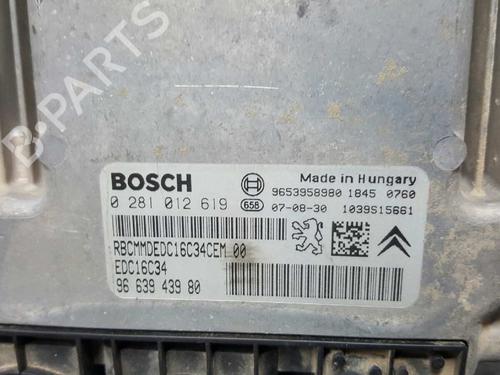 BOSCH
Made in Hungary
9653958980 1845 0760
0 281 012 619 658 07-08-30 1039S15661
RBCMMDEDC16C34CEM_00
EDC16C34
96 639 439 80
B-PARTS